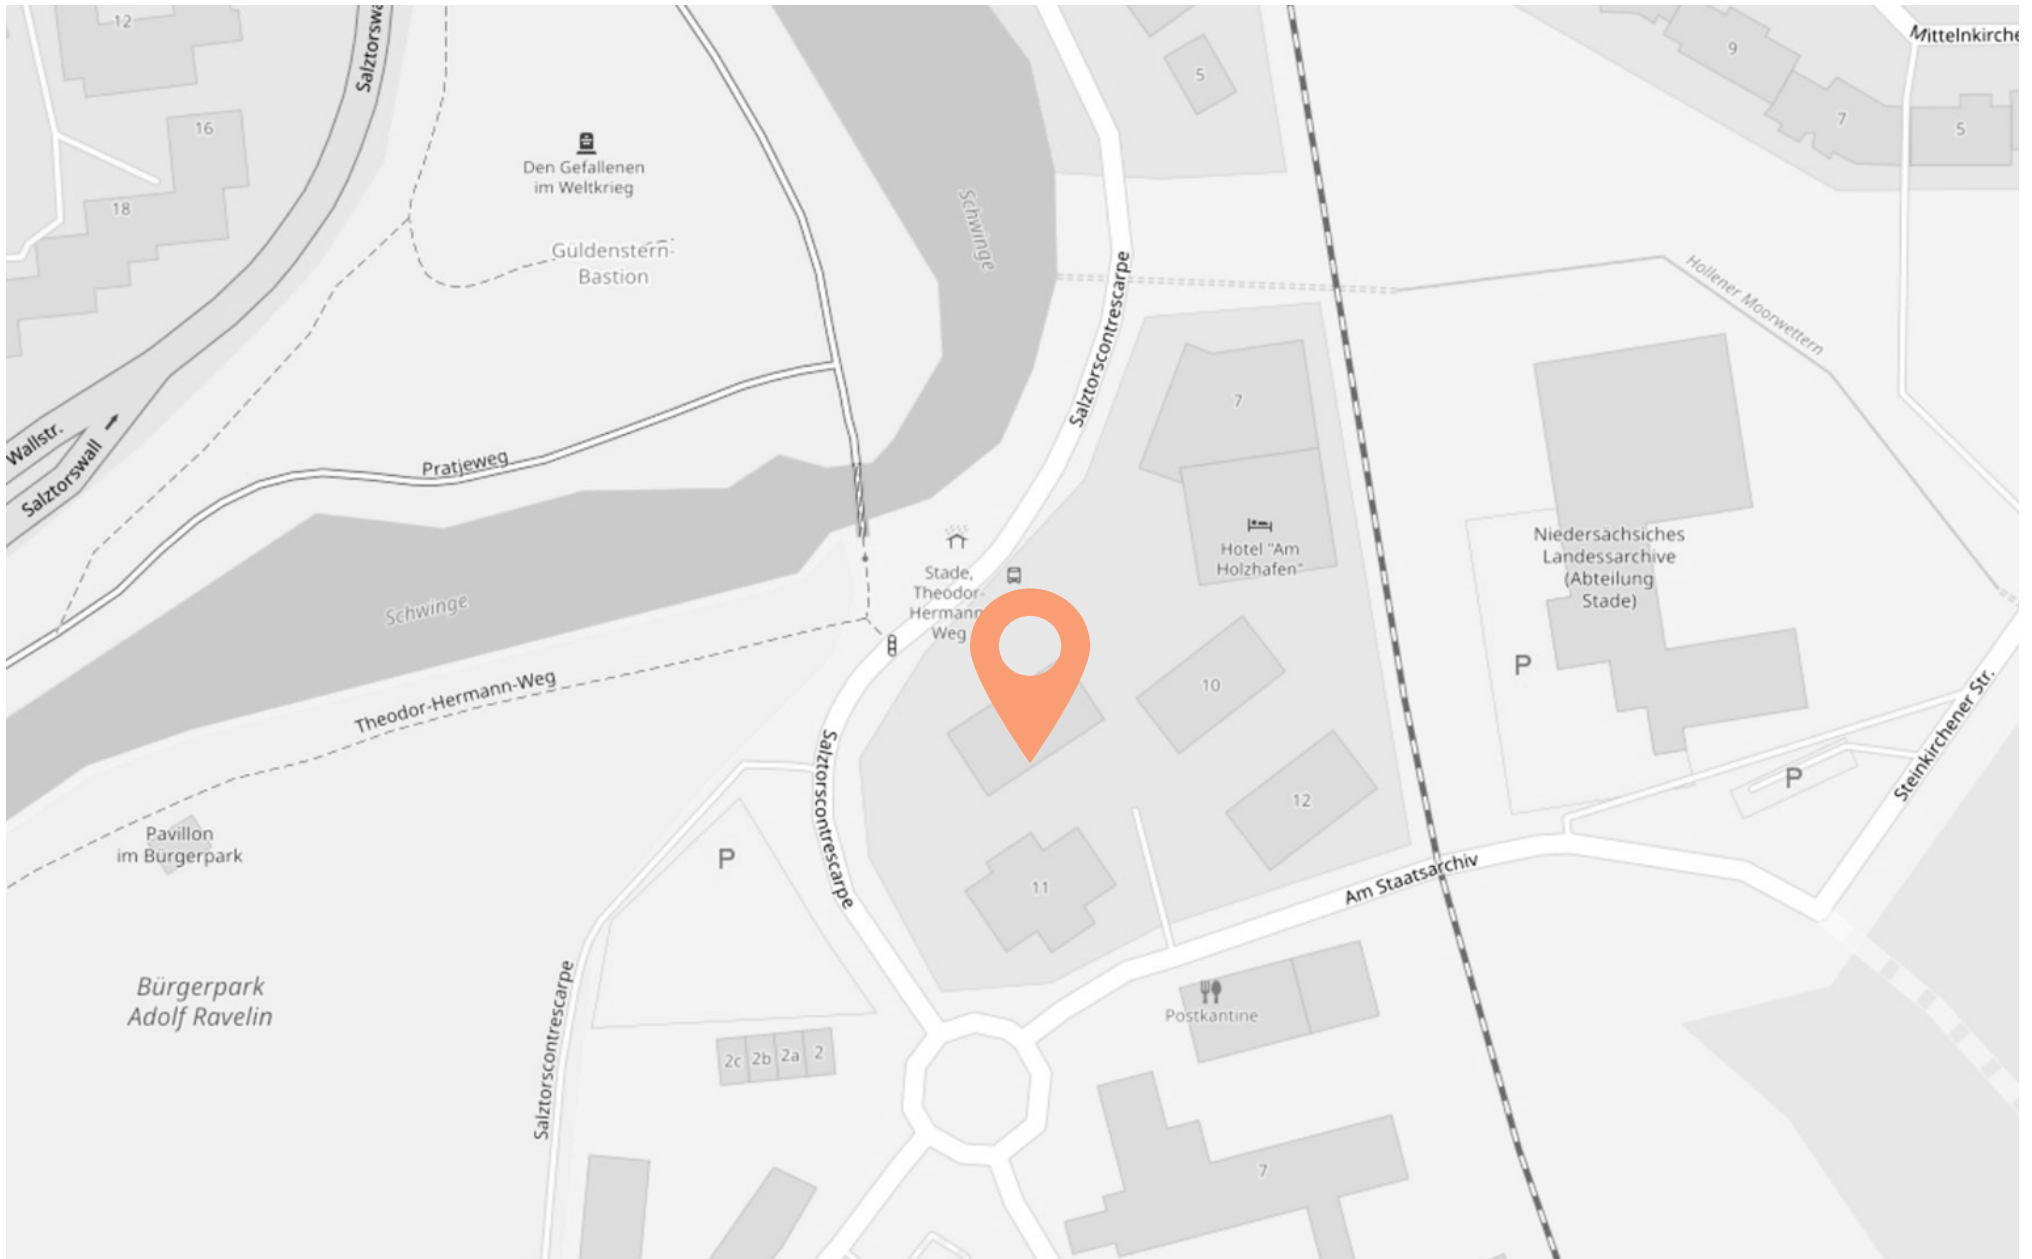 12
Salztorswa
5
9
Mittelnkirche
7
5
16
Den Gefallenen
im Weltkrieg
18
Schwinge
Güldenstern-
Bastion
Salztorscontrescarpe
Hollener Moorwettern
7
Wallstr.
Salztorswall
Pratjeweg
Hotel "Am
Holzhafen"
Niedersächsiches
Landessarchive
(Abteilung
Stade)
Stade,
Theodor-
Hermann
Weg
Schwinge
P
10
Theodor-Hermann-Weg
Salztorscontrescarpe
Steinkirchener Str.
P
12
Pavillon
im Bürgerpark
P
11
Am Staatsarchiv
Bürgerpark
Adolf Ravelin
Salztorscontrescarpe
Postkantine
2c 2b 2a 2
7